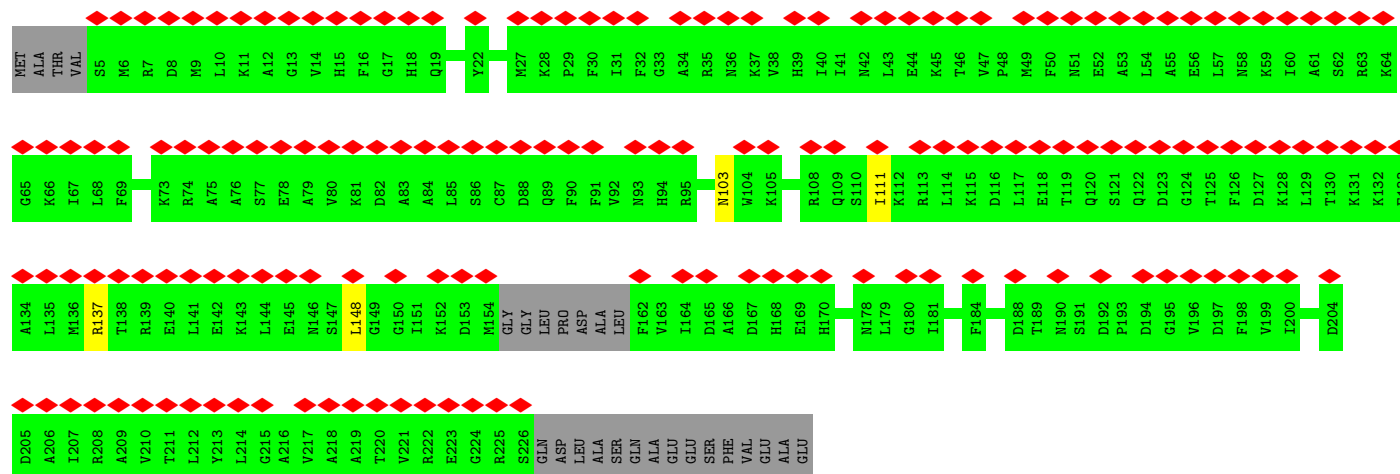 MET ALA THR VAL S5 M6 R7 D8 M9 L10 K11 A12 G13 V14 H15 F16 G17 H18 Q19 Y22 M27 K28 P29 F30 I31 F32 G33 A34 R35 N36 K37 V38 H39 I40 I41 N42 L43 E44 K45 T46 V47 P48 M49 F50 N51 E52 A53 L54 A55 E56 L57 N58 K59 I60 A61 S62 R63 K64
G65 K66 I67 L68 F69 K73 R74 A75 A76 S77 E78 A79 V80 K81 D82 A83 A84 L85 S86 C87 D88 Q89 F90 F91 V92 N93 H94 R95 N103 W104 K105 R108 Q109 S110 I111 K112 R113 L114 K115 D116 L117 E118 T119 Q120 S121 Q122 D123 G124 T125 F126 D127 K128 L129 T130 K131 K132
A134 L135 M136 R137 T138 R139 E140 L141 E142 K143 L144 E145 N146 S147 L148 G149 G150 I151 K152 D153 M154 GLY GLY LEU PRO ASP ALA LEU F162 V163 I164 D165 A166 D167 H168 E169 H170 N178 L179 G180 I181 F184 D188 T189 N190 S191 D192 P193 D194 G195 V196 D197 F198 V199 I200 D204
D205 A206 I207 R208 A209 V210 T211 L212 Y213 L214 G215 A216 V217 A218 A219 T220 V221 R222 E223 G224 R225 S226 GLN ASP LEU ALA SER GLN ALA GLU GLU SER PHE VAL GLU ALA GLU